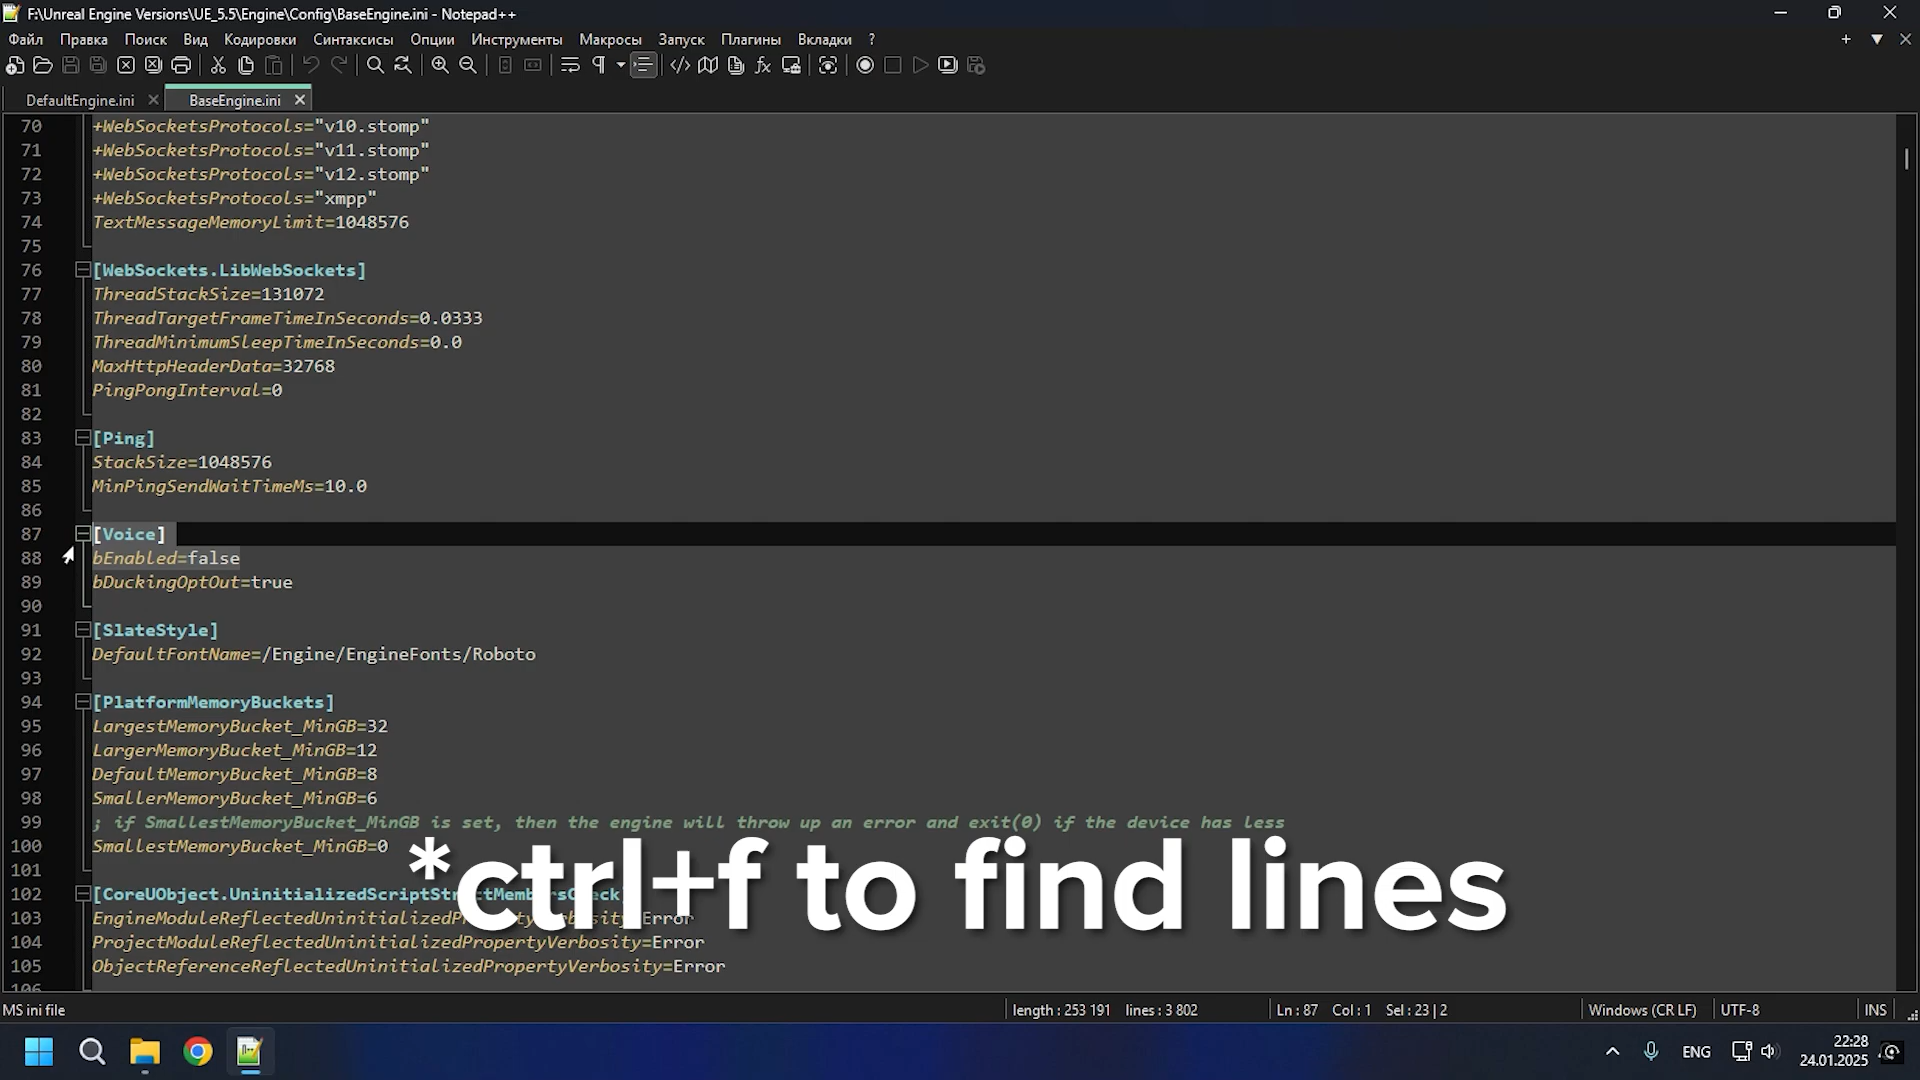 F:\Unreal Engine Versions\UE_5.5\Engine\Config\BaseEngine.ini - Notepad++
Файл Правка Поиск Вид Кодировки Синтаксисы Опции Инструменты Макросы Запуск Плагины Вкладки ?
DefaultEngine.ini BaseEngine.ini
70 +WebSocketsProtocols="v10.stomp"
71 +WebSocketsProtocols="v11.stomp"
72 +WebSocketsProtocols="v12.stomp"
73 +WebSocketsProtocols="xmpp"
74 TextMessageMemoryLimit=1048576
75
76 [WebSockets.LibWebSockets]
77 ThreadStackSize=131072
78 ThreadTargetFrameTimeInSeconds=0.0333
79 ThreadMinimumSleepTimeInSeconds=0.0
80 MaxHttpHeaderData=32768
81 PingPongInterval=0
82
83 [Ping]
84 StackSize=1048576
85 MinPingSendWaitTimeMs=10.0
86
87 [Voice]
88 bEnabled=false
89 bDuckingOptOut=true
90
91 [SlateStyle]
92 DefaultFontName=/Engine/EngineFonts/Roboto
93
94 [PlatformMemoryBuckets]
95 LargestMemoryBucket_MinGB=32
96 LargerMemoryBucket_MinGB=12
97 DefaultMemoryBucket_MinGB=8
98 SmallerMemoryBucket_MinGB=6
99 ; if SmallestMemoryBucket_MinGB is set, then the engine will throw up an error and exit(0) if the device has less
100 SmallestMemoryBucket_MinGB=0
101
*ctrl+f to find lines
102 [CoreUObject.UninitializedScriptStructMembersCheck]
103 EngineModuleReflectedUninitializedPropertyVerbosity=Error
104 ProjectModuleReflectedUninitializedPropertyVerbosity=Error
105 ObjectReferenceReflectedUninitializedPropertyVerbosity=Error
106
MS ini file length : 253 191 lines : 3 802 Ln : 87 Col : 1 Sel : 23 | 2 Windows (CR LF) UTF-8 INS
ENG 22:28
24.01.2025